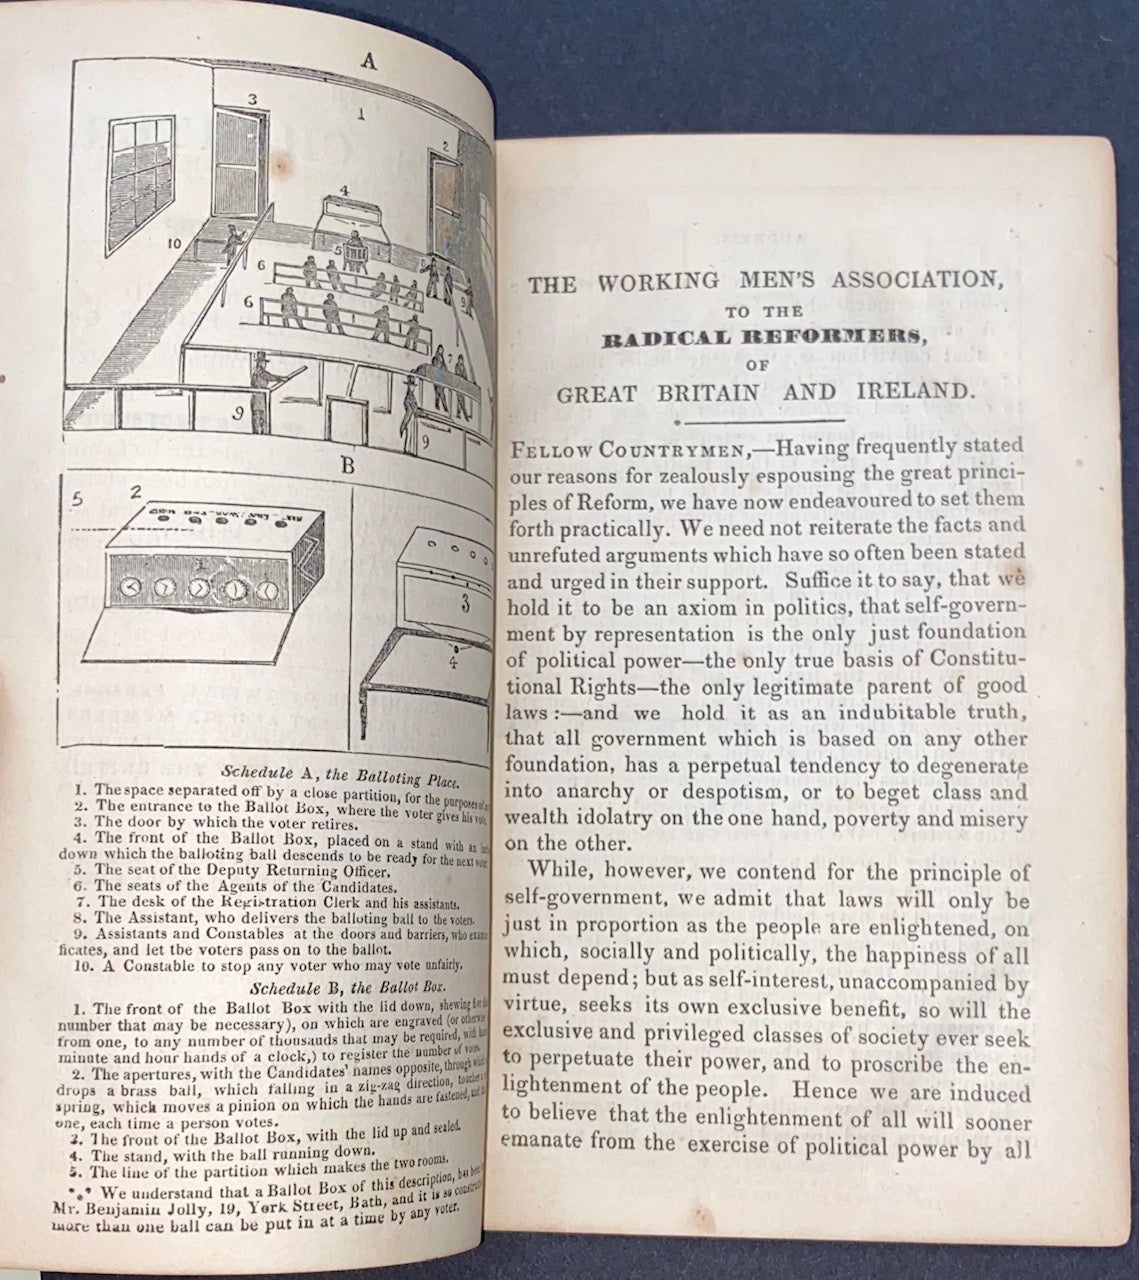 A
3
1
2
4
10
5
8
6
9
6
7
9
9
B
5
2
1
3
4
Schedule A, the Balloting Place.
1. The space separated off by a close partition, for the purposes of
2. The entrance to the Ballot Box, where the voter gives his vote.
3. The door by which the voter retires.
4. The front of the Ballot Box, placed on a stand with an
down which the balloting ball descends to be ready for the next voter
5. The seat of the Deputy Returning Officer.
6. The seats of the Agents of the Candidates.
7. The desk of the Registration Clerk and his assistants.
8. The Assistant, who delivers the balloting ball to the voters.
9. Assistants and Constables at the doors and barriers, who
ficates, and let tbe voters pass on to the ballot.
10. A Constable to stop any voter who may vote unfairly.
Schedule B, the Ballot Box.
1. The front of the Ballot Box with the lid down, shewing five
number that may be necessary), on which are engraved (or otherwise
from one, to any number of thousands that may be required, with
minute and hour hands of a clock,) to register the number of votes.
2. The apertures, with the Candidates' names opposite, through which
drops a brass ball, which falling in a zig-zag direction, touches
spring, which moves a pinion on which the hands are fastened, and
one, each time a person votes.
3. The front of the Ballot Box, with the lid up and sealed.
4. The stand, with the ball running down.
5. The line of the partition which makes the two rooms.
*⁎* We understand that a Ballot Box of this description, has been
Mr. Benjamin Jolly, 19, York Street, Bath, and it is so
more than one ball can be put in at a time by any voter.
THE WORKING MEN'S ASSOCIATION,
TO THE
RADICAL REFORMERS,
OF
GREAT BRITAIN AND IRELAND.
FELLOW COUNTRYMEN,—Having frequently stated
our reasons for zealously espousing the great princi-
ples of Reform, we have now endeavoured to set them
forth practically. We need not reiterate the facts and
unrefuted arguments which have so often been stated
and urged in their support. Suffice it to say, that we
hold it to be an axiom in politics, that self-govern-
ment by representation is the only just foundation
of political power—the only true basis of Constitu-
tional Rights—the only legitimate parent of good
laws :—and we hold it as an indubitable truth,
that all government which is based on any other
foundation, has a perpetual tendency to degenerate
into anarchy or despotism, or to beget class and
wealth idolatry on the one hand, poverty and misery
on the other.
While, however, we contend for the principle of
self-government, we admit that laws will only be
just in proportion as the people are enlightened, on
which, socially and politically, the happiness of all
must depend; but as self-interest, unaccompanied by
virtue, seeks its own exclusive benefit, so will the
exclusive and privileged classes of society ever seek
to perpetuate their power, and to proscribe the en-
lightenment of the people. Hence we are induced
to believe that the enlightenment of all will sooner
emanate from the exercise of political power by all